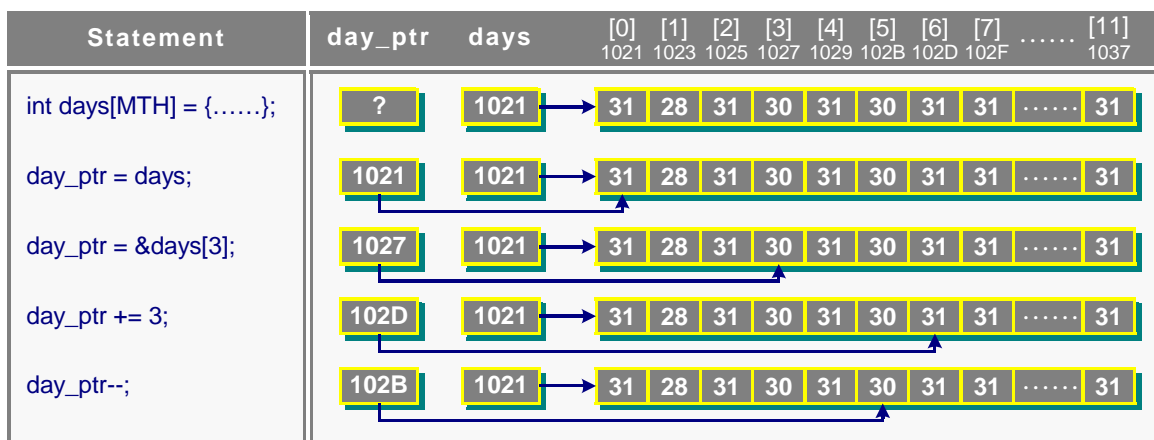 Statement day_ptr days [0] [1] [2] [3] [4] [5] [6] [7] ...... [11]
1021 1023 1025 1027 1029 102B 102D 102F 1037
int days[MTH] = {......}; ? 1021 31 28 31 30 31 30 31 31 ...... 31
day_ptr = days; 1021 1021 31 28 31 30 31 30 31 31 ...... 31
day_ptr = &days[3]; 1027 1021 31 28 31 30 31 30 31 31 ...... 31
day_ptr += 3; 102D 1021 31 28 31 30 31 30 31 31 ...... 31
day_ptr--; 102B 1021 31 28 31 30 31 30 31 31 ...... 31